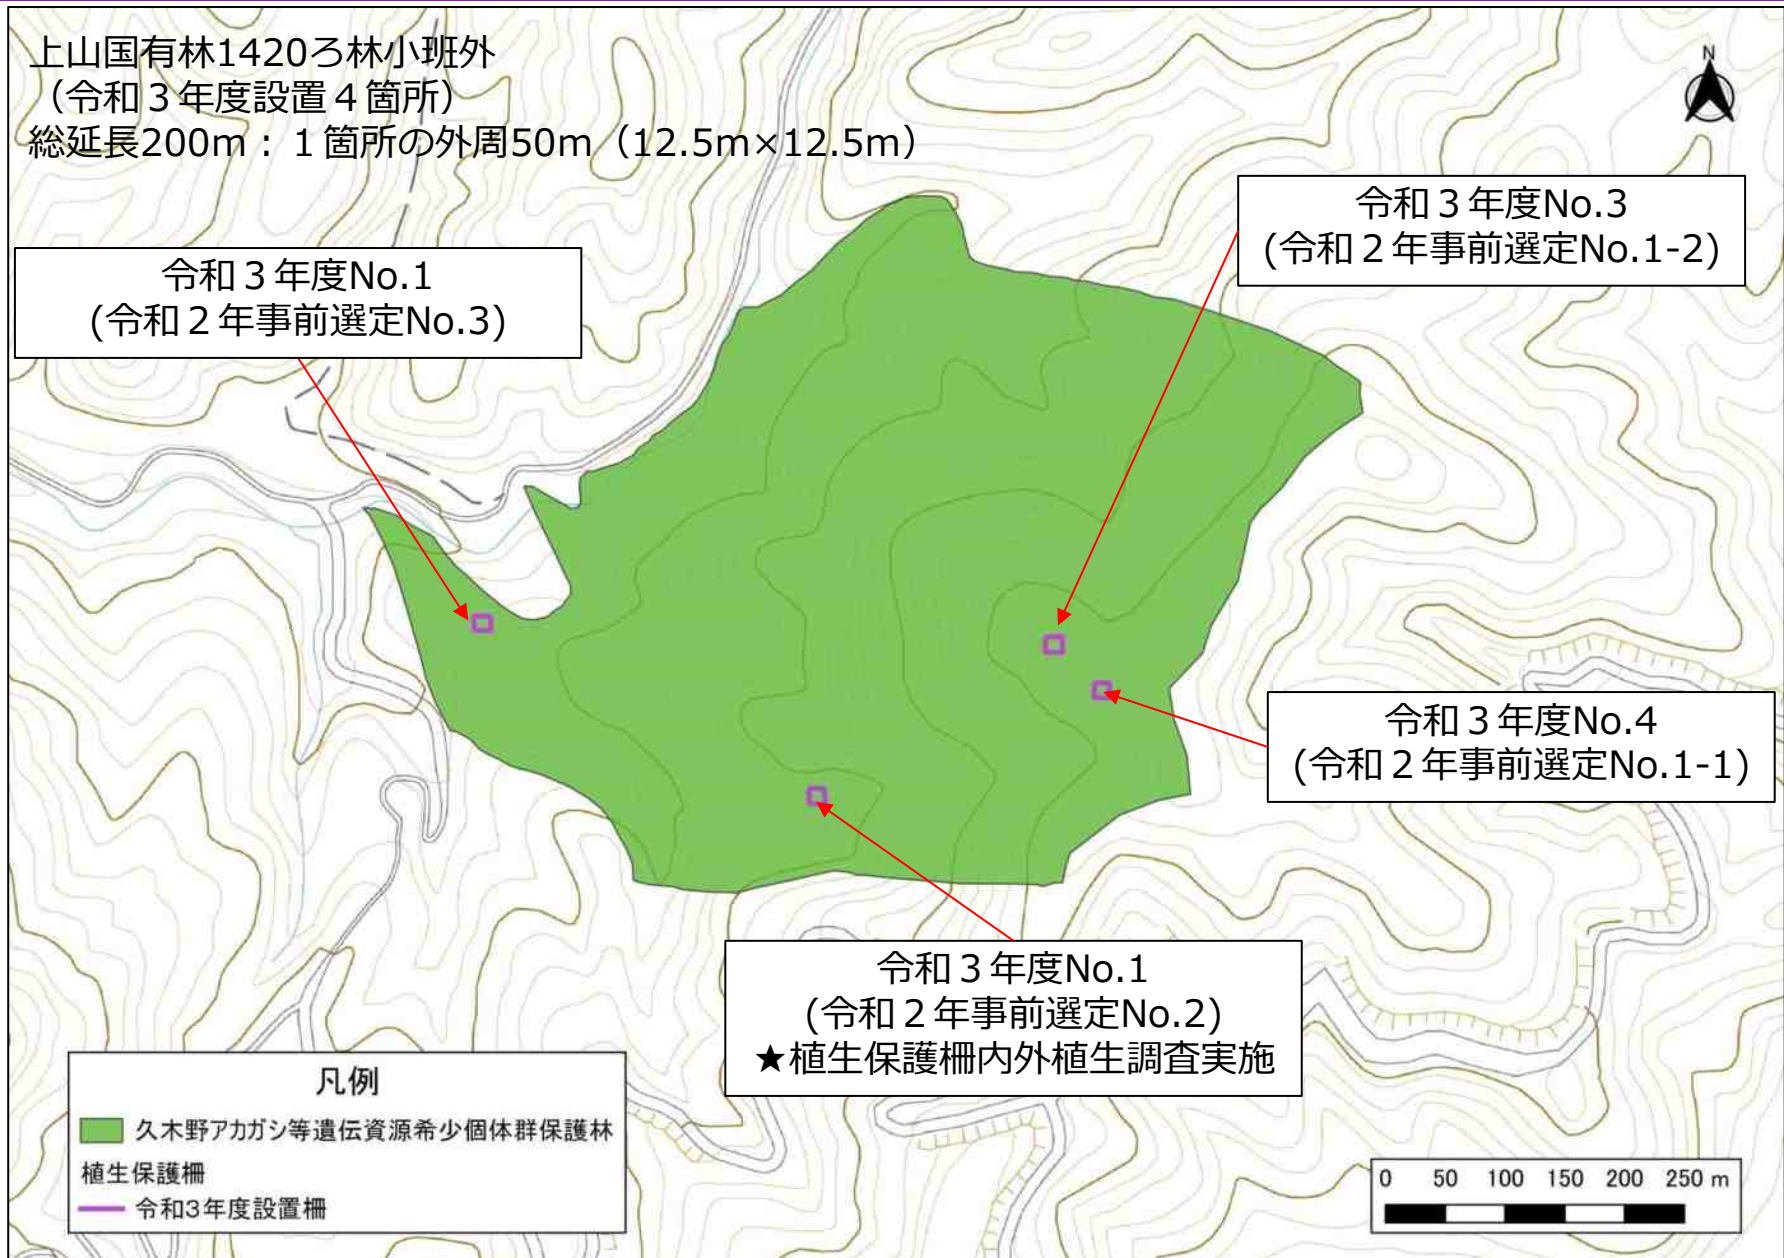 上山国有林1420ろ林小班外
（令和３年度設置４箇所）
総延長200m：１箇所の外周50m（12.5m×12.5m）
N
令和３年度No.3
(令和２年事前選定No.1-2)
令和３年度No.1
(令和２年事前選定No.3)
令和３年度No.4
(令和２年事前選定No.1-1)
令和３年度No.1
(令和２年事前選定No.2)
★植生保護柵内外植生調査実施
凡例
久木野アカガシ等遺伝資源希少個体群保護林
植生保護柵
令和3年度設置柵
0 50 100 150 200 250 m